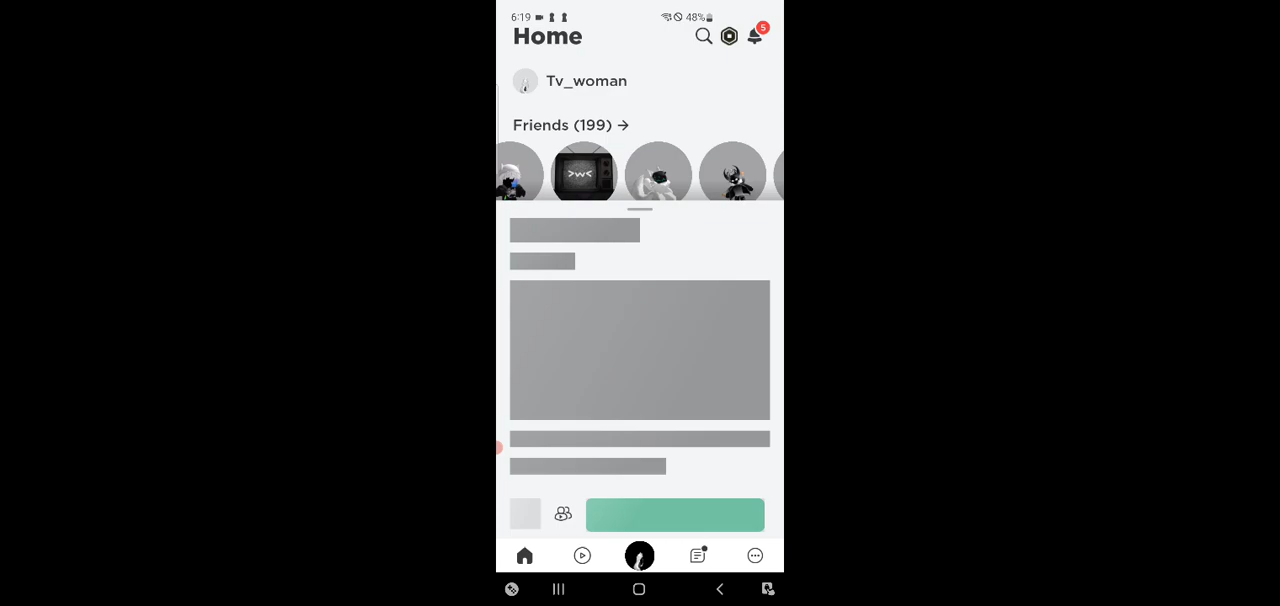 6:19
48%
Home
5
Tv_woman
Friends (199) →
>w<